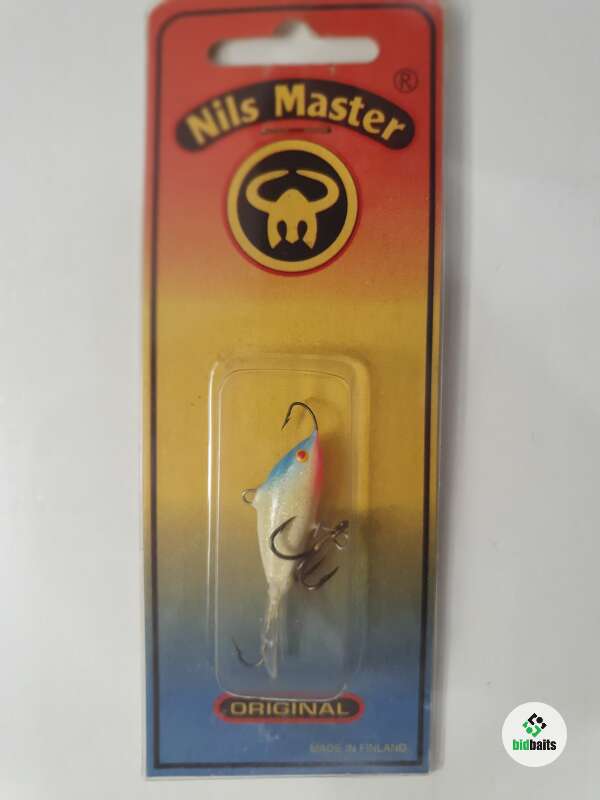 Nils Master ®
ORIGINAL
MADE IN FINLAND
bidbaits